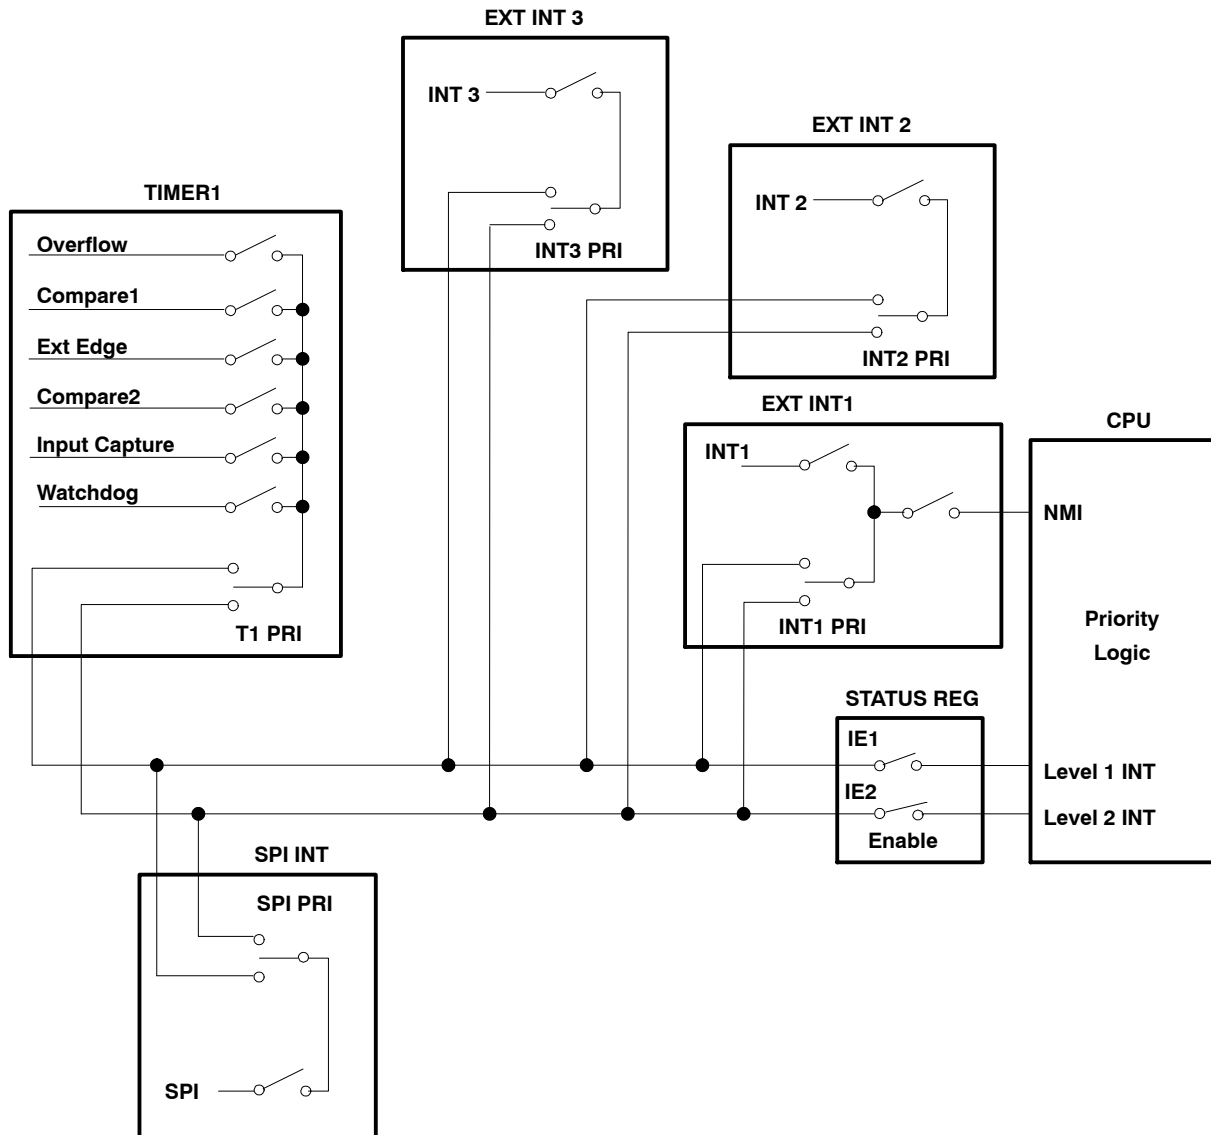 EXT INT 3
INT 3
INT3 PRI
EXT INT 2
INT 2
INT2 PRI
TIMER1
Overflow
Compare1
Ext Edge
Compare2
Input Capture
Watchdog
T1 PRI
EXT INT1
INT1
INT1 PRI
CPU
NMI
Priority
Logic
Level 1 INT
Level 2 INT
STATUS REG
IE1
IE2
Enable
SPI INT
SPI PRI
SPI